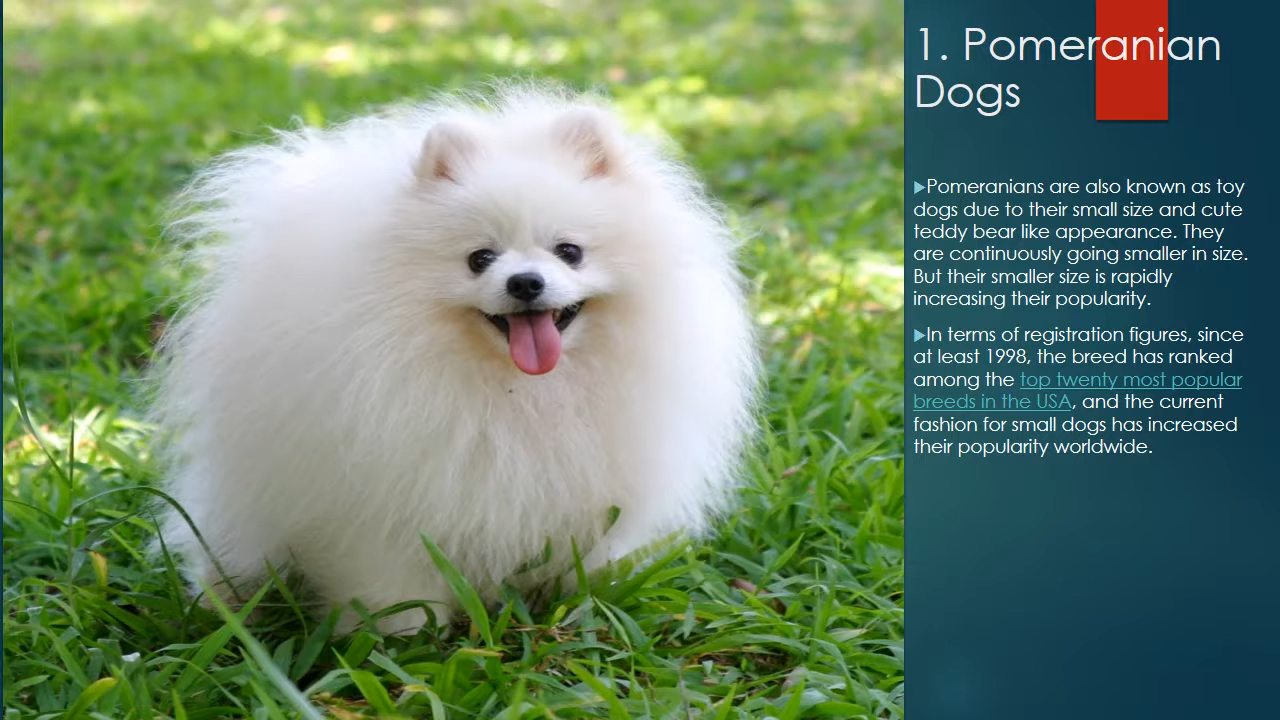 1. Pomeranian
Dogs
▶Pomeranians are also known as toy
dogs due to their small size and cute
teddy bear like appearance. They
are continuously going smaller in size.
But their smaller size is rapidly
increasing their popularity.
▶In terms of registration figures, since
at least 1998, the breed has ranked
among the top twenty most popular
breeds in the USA, and the current
fashion for small dogs has increased
their popularity worldwide.